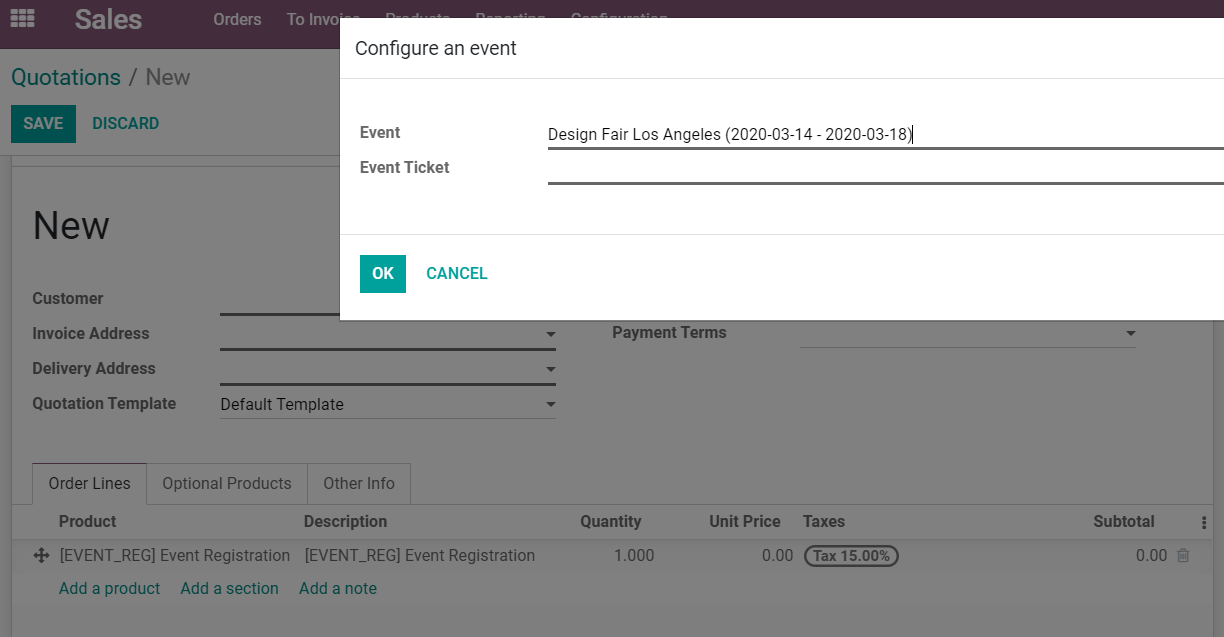 Sales
Orders To Invoice Products Reporting Configuration
Configure an event
Quotations / New
SAVE DISCARD
Event Design Fair Los Angeles (2020-03-14 - 2020-03-18)
Event Ticket
New
OK CANCEL
Customer
Invoice Address
Payment Terms
Delivery Address
Quotation Template Default Template
Order Lines Optional Products Other Info
Product Description Quantity Unit Price Taxes Subtotal
[EVENT_REG] Event Registration [EVENT_REG] Event Registration 1.000 0.00 Tax 15.00% 0.00
Add a product Add a section Add a note